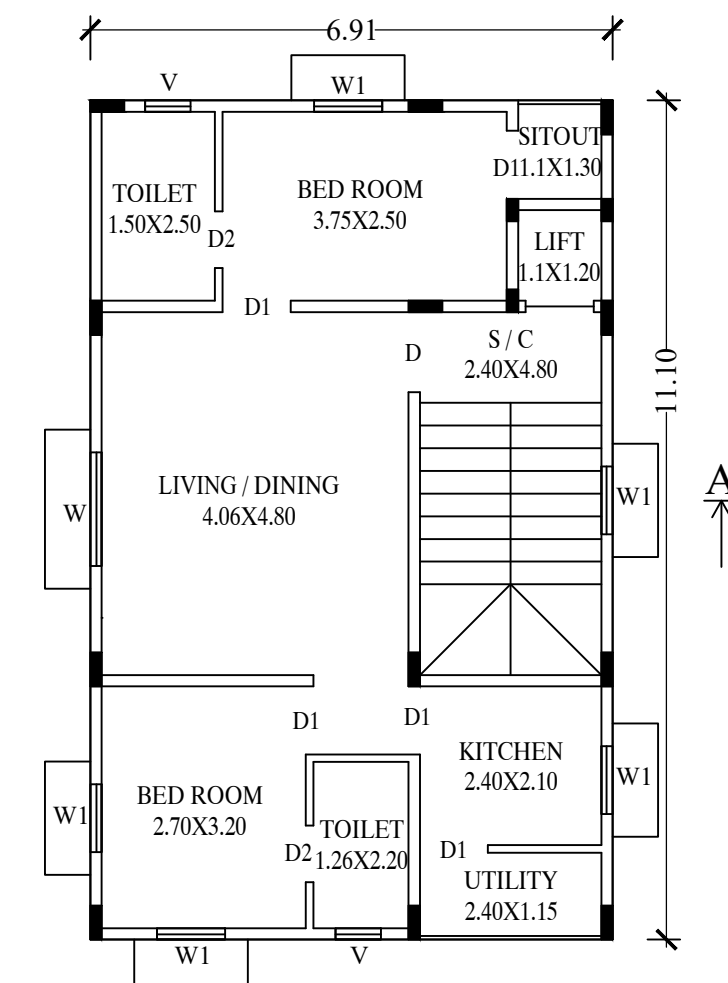 6.91
V
W1
SITOUT
D11.1X1.30
TOILET
1.50X2.50
BED ROOM
3.75X2.50
D2
LIFT
1.1X1.20
D1
S / C
2.40X4.80
D
11.10
LIVING / DINING
4.06X4.80
W
W1
A
D1
D1
KITCHEN
2.40X2.10
W1
BED ROOM
2.70X3.20
W1
TOILET
1.26X2.20
D2
D1
UTILITY
2.40X1.15
W1
V